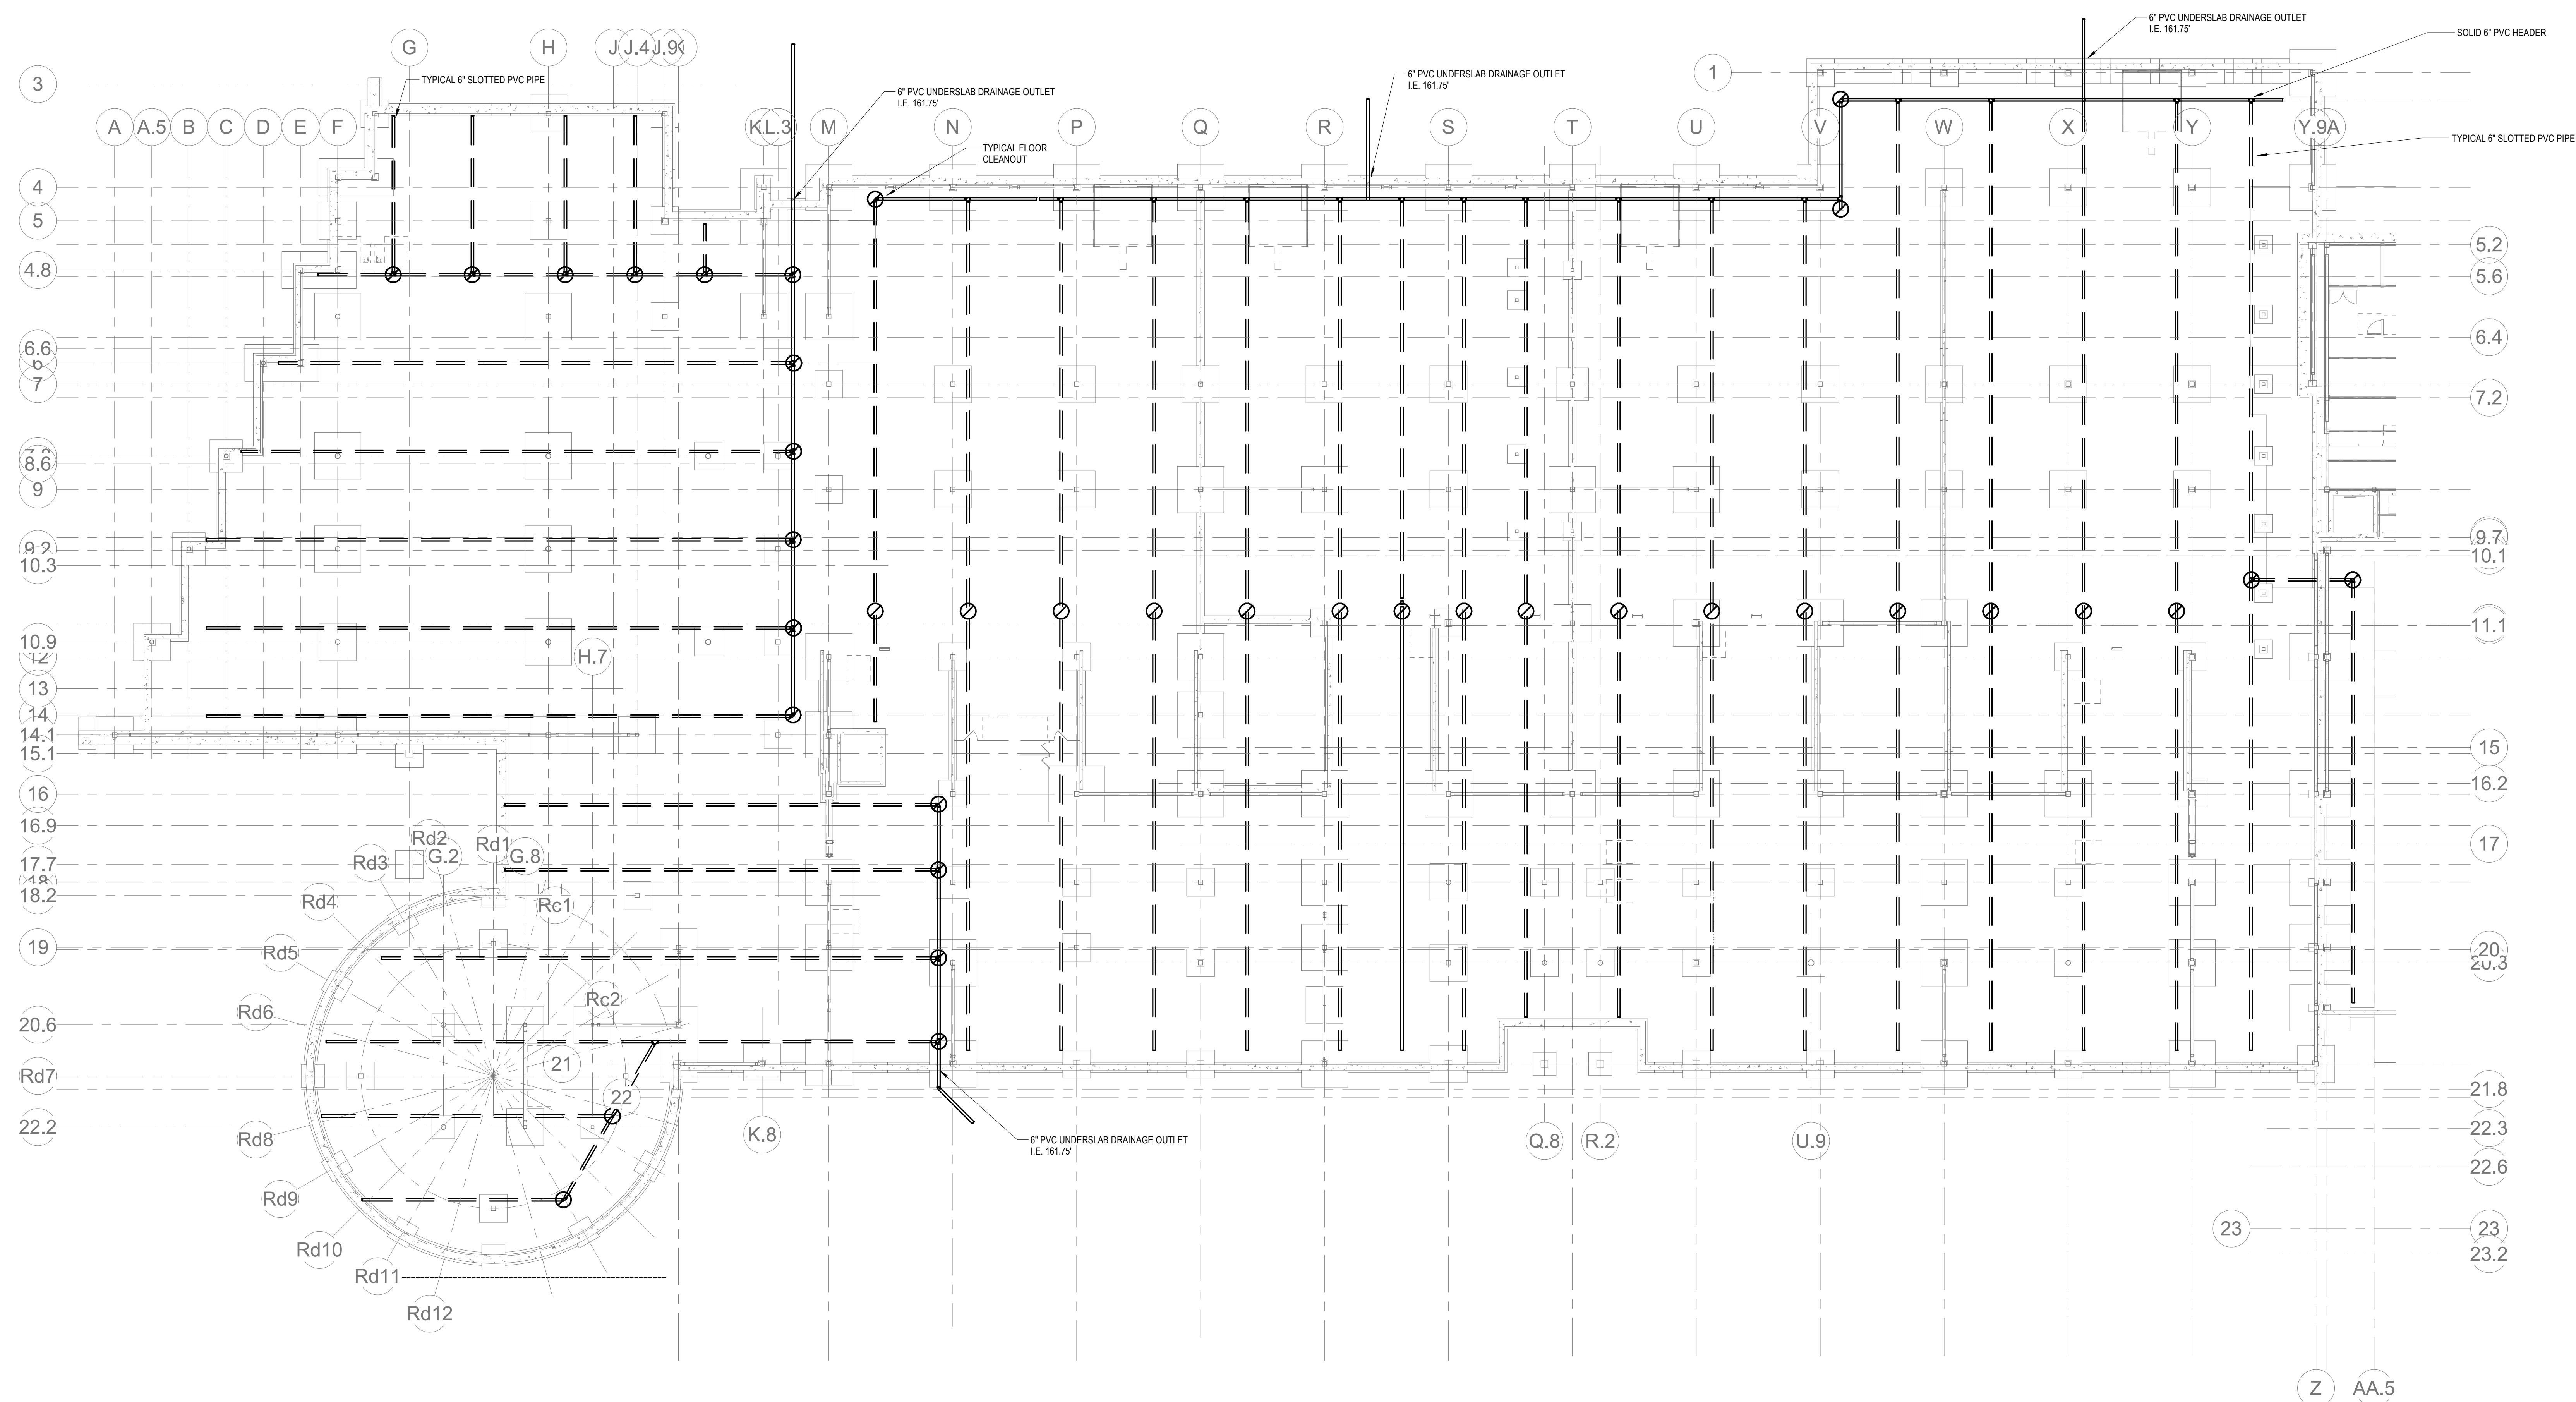 6" PVC UNDERSLAB DRAINAGE OUTLET
I.E. 161.75'
SOLID 6" PVC HEADER
G
H
J
J.4
J.9
K
TYPICAL 6" SLOTTED PVC PIPE
6" PVC UNDERSLAB DRAINAGE OUTLET
I.E. 161.75'
1
3
6" PVC UNDERSLAB DRAINAGE OUTLET
I.E. 161.75'
A
A.5
B
C
D
E
F
K
L.3
M
N
P
Q
R
S
T
U
V
W
X
Y
Y.9A
TYPICAL 6" SLOTTED PVC PIPE
TYPICAL FLOOR
CLEANOUT
4
5
5.2
4.8
5.6
6.6
6
6.4
7
7.2
8.6
9
9.2
9.7
10.1
10.3
10.9
11.1
12
H.7
13
14
14.1
15
15.1
16
16.2
16.9
17
17.7
18
18.2
Rd1
Rd2
G.2
G.8
Rd3
Rd4
Rc1
19
20
20.3
Rd5
Rd6
Rc2
20.6
21
Rd7
22
21.8
22.2
22.3
Rd8
K.8
Q.8
R.2
U.9
6" PVC UNDERSLAB DRAINAGE OUTLET
I.E. 161.75'
22.6
Rd9
23
23
23.2
Rd10
Rd11
Rd12
Z
AA.5